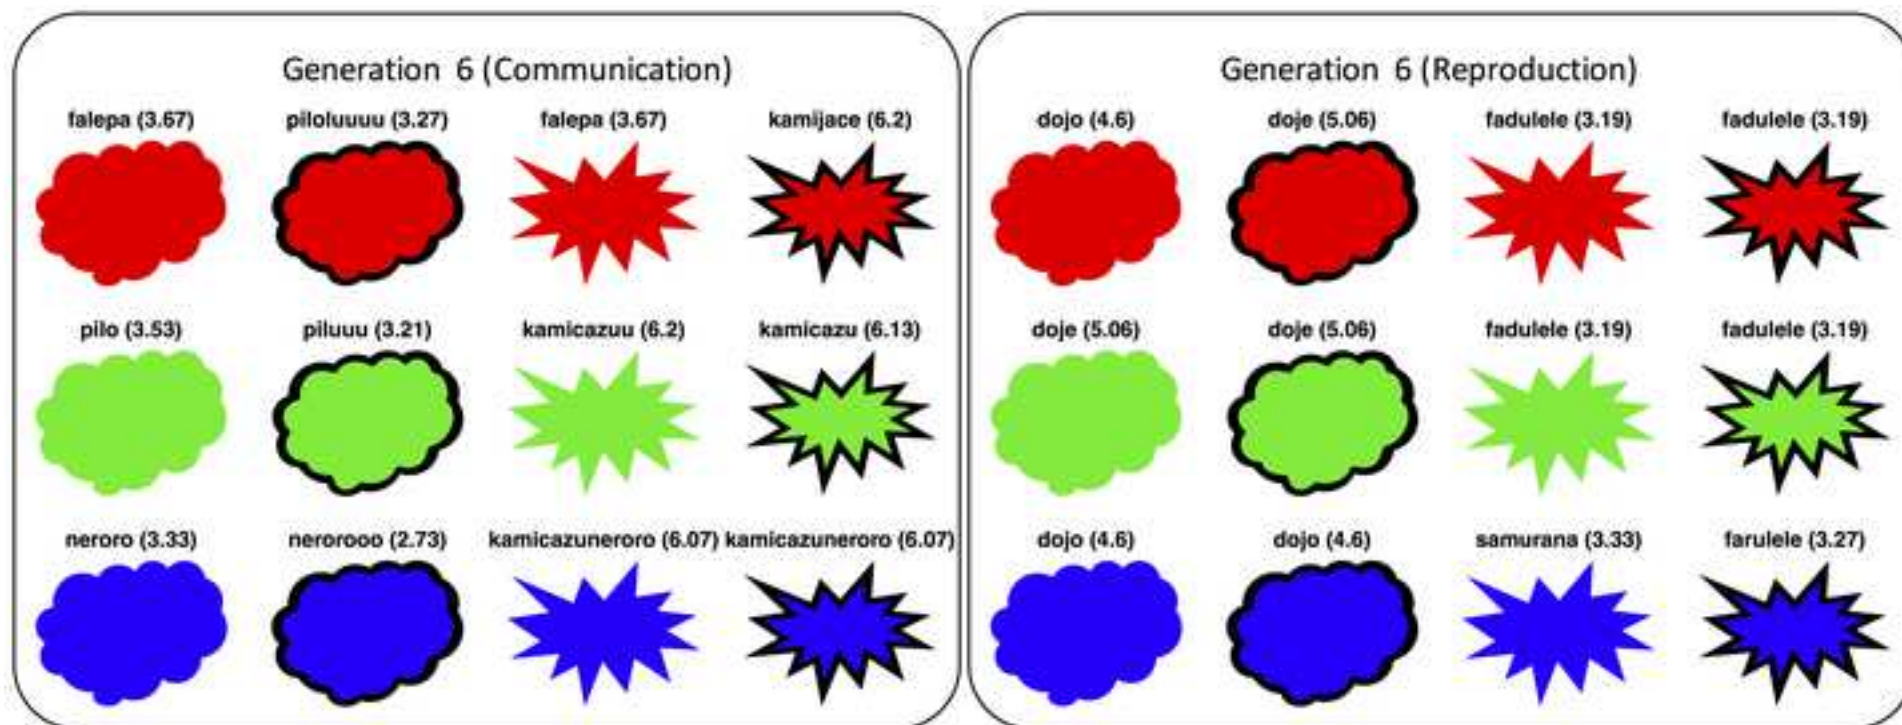 Generation 6 (Communication)
falepa (3.67) piloluuuu (3.27) falepa (3.67) kamijace (6.2)
pilo (3.53) piluuu (3.21) kamicazuu (6.2) kamicazu (6.13)
neroro (3.33) nerorooo (2.73) kamicazuneroro (6.07) kamicazuneroro (6.07)
Generation 6 (Reproduction)
dojo (4.6) doje (5.06) fadulele (3.19) fadulele (3.19)
doje (5.06) doje (5.06) fadulele (3.19) fadulele (3.19)
dojo (4.6) dojo (4.6) samurana (3.33) farulele (3.27)